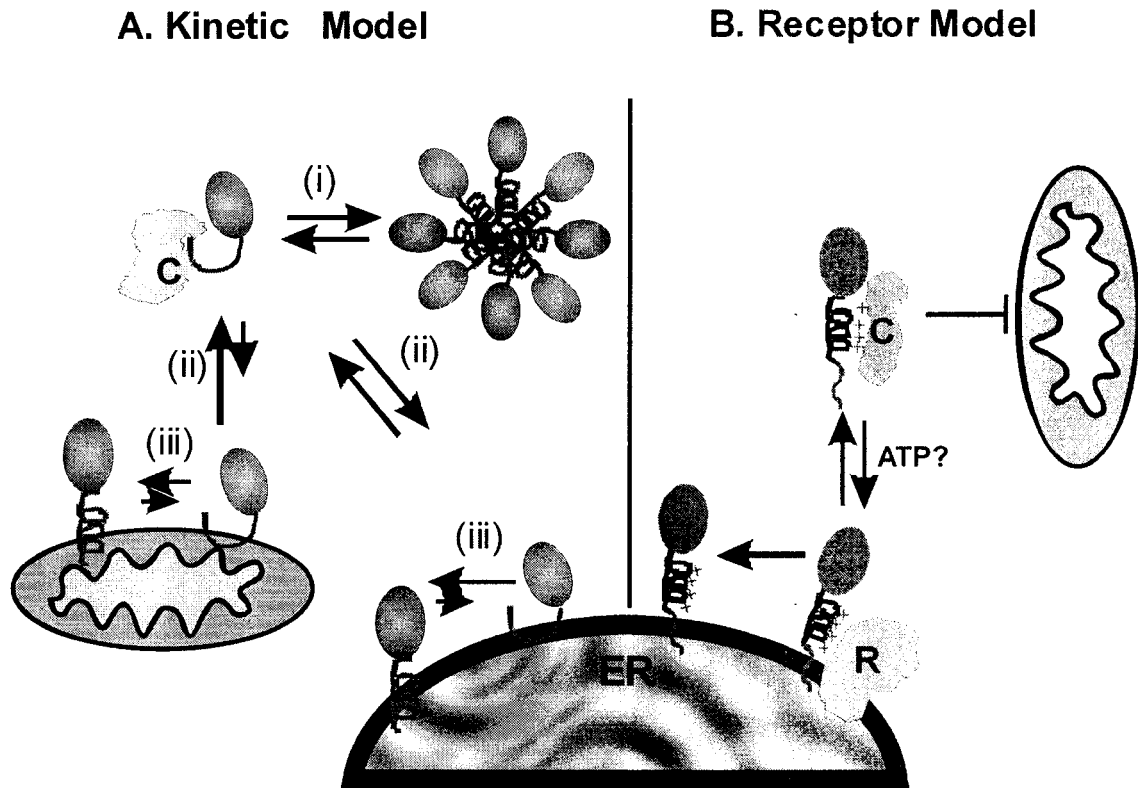 A. Kinetic Model
B. Receptor Model
(i)
C
(ii)
(ii)
(iii)
(iii)
C
ATP?
R
ER